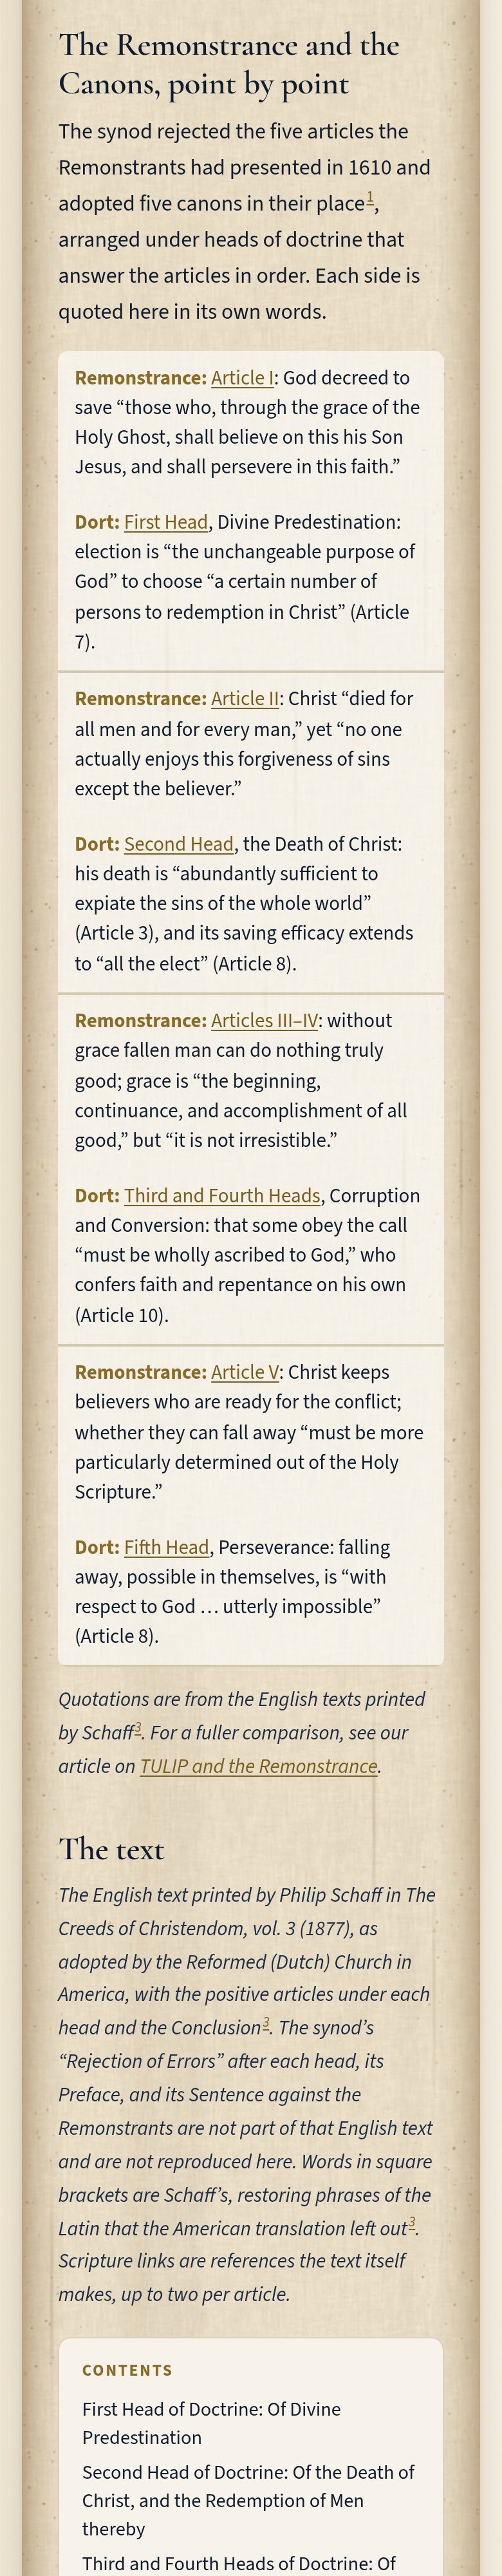 The Remonstrance and the
Canons, point by point
The synod rejected the five articles the
Remonstrants had presented in 1610 and
adopted five canons in their place1,
arranged under heads of doctrine that
answer the articles in order. Each side is
quoted here in its own words.
Remonstrance: Article I: God decreed to
save “those who, through the grace of the
Holy Ghost, shall believe on this his Son
Jesus, and shall persevere in this faith.”
Dort: First Head, Divine Predestination:
election is “the unchangeable purpose of
God” to choose “a certain number of
persons to redemption in Christ” (Article
7).
Remonstrance: Article II: Christ “died for
all men and for every man,” yet “no one
actually enjoys this forgiveness of sins
except the believer.”
Dort: Second Head, the Death of Christ:
his death is “abundantly sufficient to
expiate the sins of the whole world”
(Article 3), and its saving efficacy extends
to “all the elect” (Article 8).
Remonstrance: Articles III–IV: without
grace fallen man can do nothing truly
good; grace is “the beginning,
continuance, and accomplishment of all
good,” but “it is not irresistible.”
Dort: Third and Fourth Heads, Corruption
and Conversion: that some obey the call
“must be wholly ascribed to God,” who
confers faith and repentance on his own
(Article 10).
Remonstrance: Article V: Christ keeps
believers who are ready for the conflict;
whether they can fall away “must be more
particularly determined out of the Holy
Scripture.”
Dort: Fifth Head, Perseverance: falling
away, possible in themselves, is “with
respect to God … utterly impossible”
(Article 8).
Quotations are from the English texts printed
by Schaff3. For a fuller comparison, see our
article on TULIP and the Remonstrance.
The text
The English text printed by Philip Schaff in The
Creeds of Christendom, vol. 3 (1877), as
adopted by the Reformed (Dutch) Church in
America, with the positive articles under each
head and the Conclusion3. The synod’s
“Rejection of Errors” after each head, its
Preface, and its Sentence against the
Remonstrants are not part of that English text
and are not reproduced here. Words in square
brackets are Schaff’s, restoring phrases of the
Latin that the American translation left out3.
Scripture links are references the text itself
makes, up to two per article.
CONTENTS
First Head of Doctrine: Of Divine
Predestination
Second Head of Doctrine: Of the Death of
Christ, and the Redemption of Men
thereby
Third and Fourth Heads of Doctrine: Of